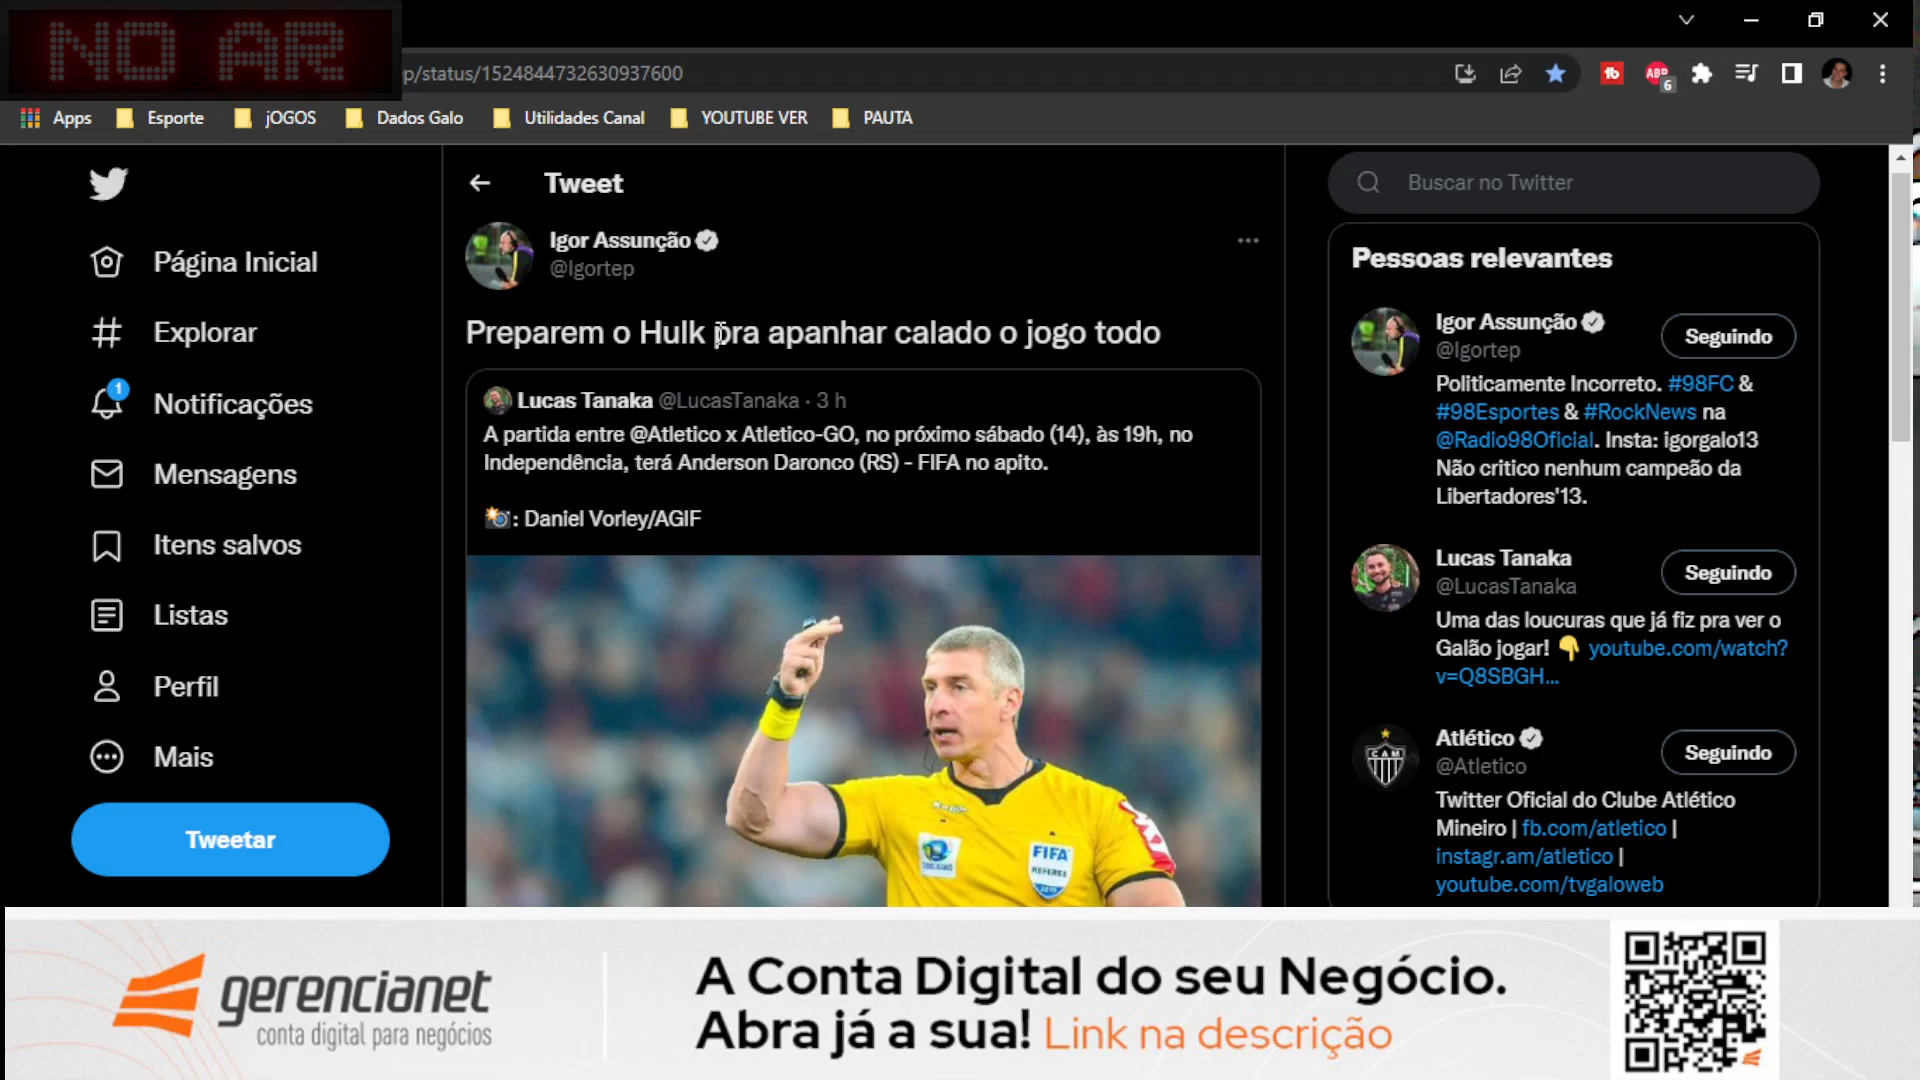 NO AR
p/status/1524844732630937600
ABP
6
Apps
Esporte
jOGOS
Dados Galo
Utilidades Canal
YOUTUBE VER
PAUTA
Página Inicial
Explorar
1
Notificações
Mensagens
Itens salvos
Listas
Perfil
Mais
Tweetar
Tweet
Igor Assunção
@Igortep
Preparem o Hulk pra apanhar calado o jogo todo
Lucas Tanaka @LucasTanaka · 3 h
A partida entre @Atletico x Atletico-GO, no próximo sábado (14), às 19h, no
Independência, terá Anderson Daronco (RS) - FIFA no apito.
: Daniel Vorley/AGIF
FIFA
REFEREE
Buscar no Twitter
Pessoas relevantes
Igor Assunção
@Igortep
Seguindo
Politicamente Incorreto. #98FC &
#98Esportes & #RockNews na
@Radio98Oficial. Insta: igorgalo13
Não critico nenhum campeão da
Libertadores'13.
Lucas Tanaka
@LucasTanaka
Seguindo
Uma das loucuras que já fiz pra ver o
Galão jogar! youtube.com/watch?
v=Q8SBGH...
Atlético
@Atletico
Seguindo
CAM
Twitter Oficial do Clube Atlético
Mineiro | fb.com/atletico |
instagr.am/atletico |
youtube.com/tvgaloweb
gerencianet
conta digital para negócios
A Conta Digital do seu Negócio.
Abra já a sua! Link na descrição